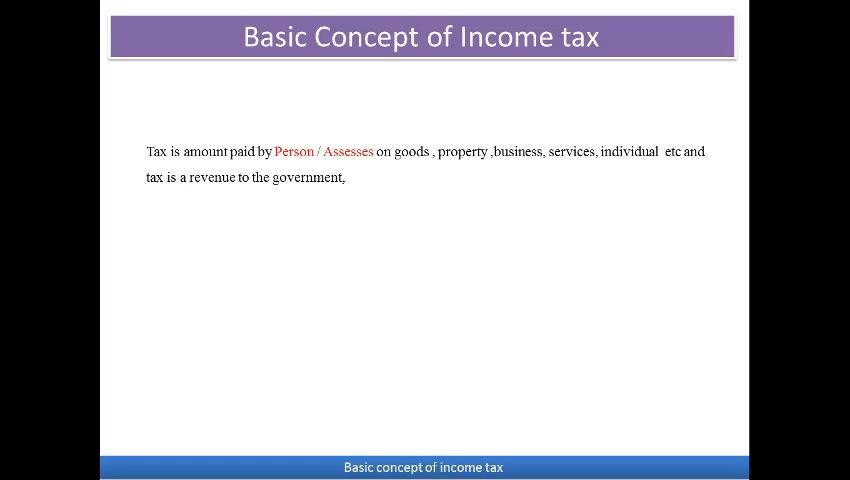 Basic Concept of Income tax
Tax is amount paid by Person / Assesses on goods , property ,business, services, individual etc and
tax is a revenue to the government,
Basic concept of income tax